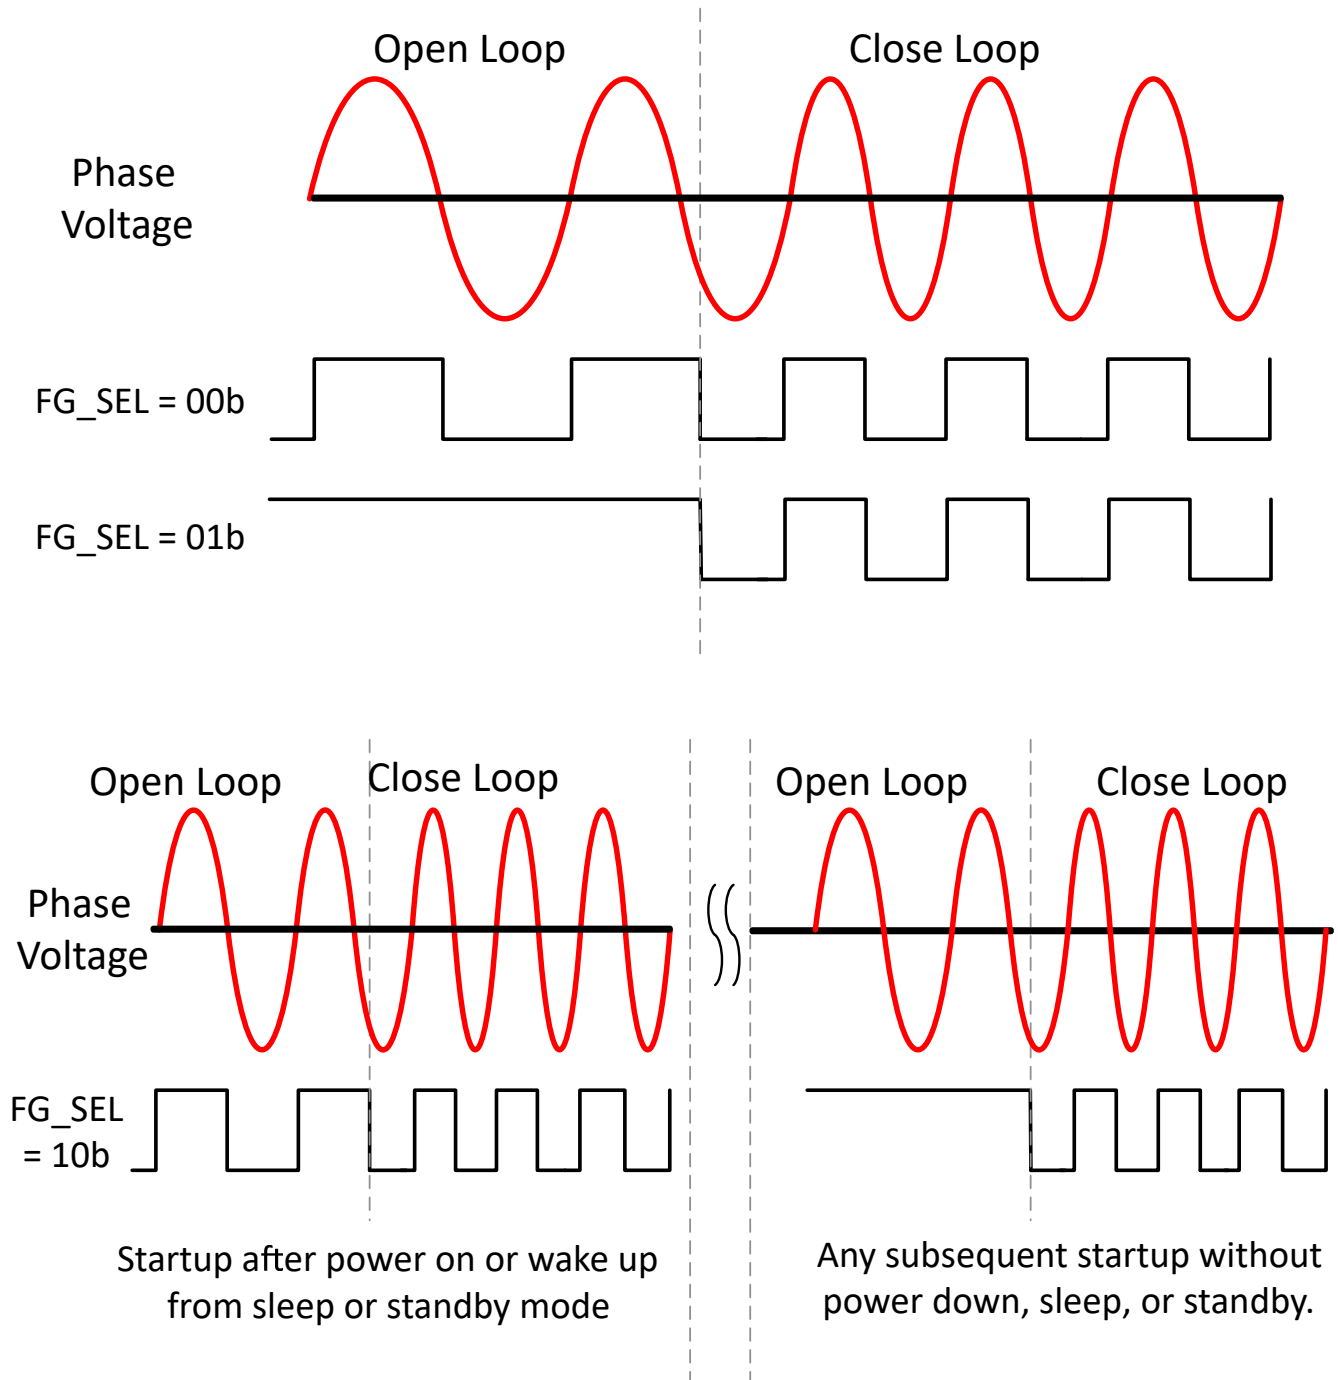 Open Loop
Close Loop
Phase
Voltage
FG_SEL = 00b
FG_SEL = 01b
Open Loop
Close Loop
Open Loop
Close Loop
Phase
Voltage
FG_SEL
= 10b
Startup after power on or wake up
from sleep or standby mode
Any subsequent startup without
power down, sleep, or standby.